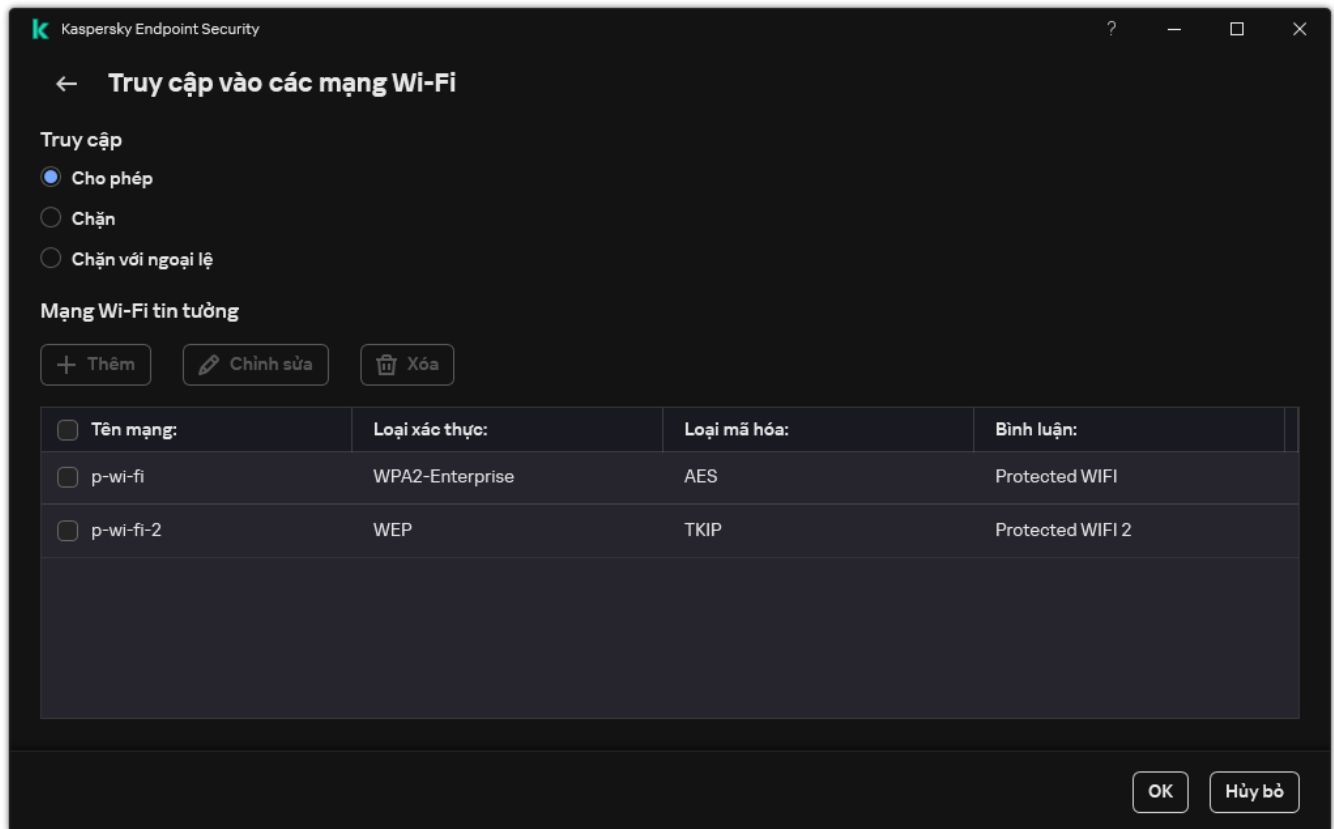 Kaspersky Endpoint Security ?
Truy cập vào các mạng Wi-Fi
Truy cập
Cho phép
Chặn
Chặn với ngoại lệ
Mạng Wi-Fi tin tưởng
Thêm Chỉnh sửa Xóa
Tên mạng: Loại xác thực: Loại mã hóa: Bình luận:
p-wi-fi WPA2-Enterprise AES Protected WIFI
p-wi-fi-2 WEP TKIP Protected WIFI 2
OK Hủy bỏ